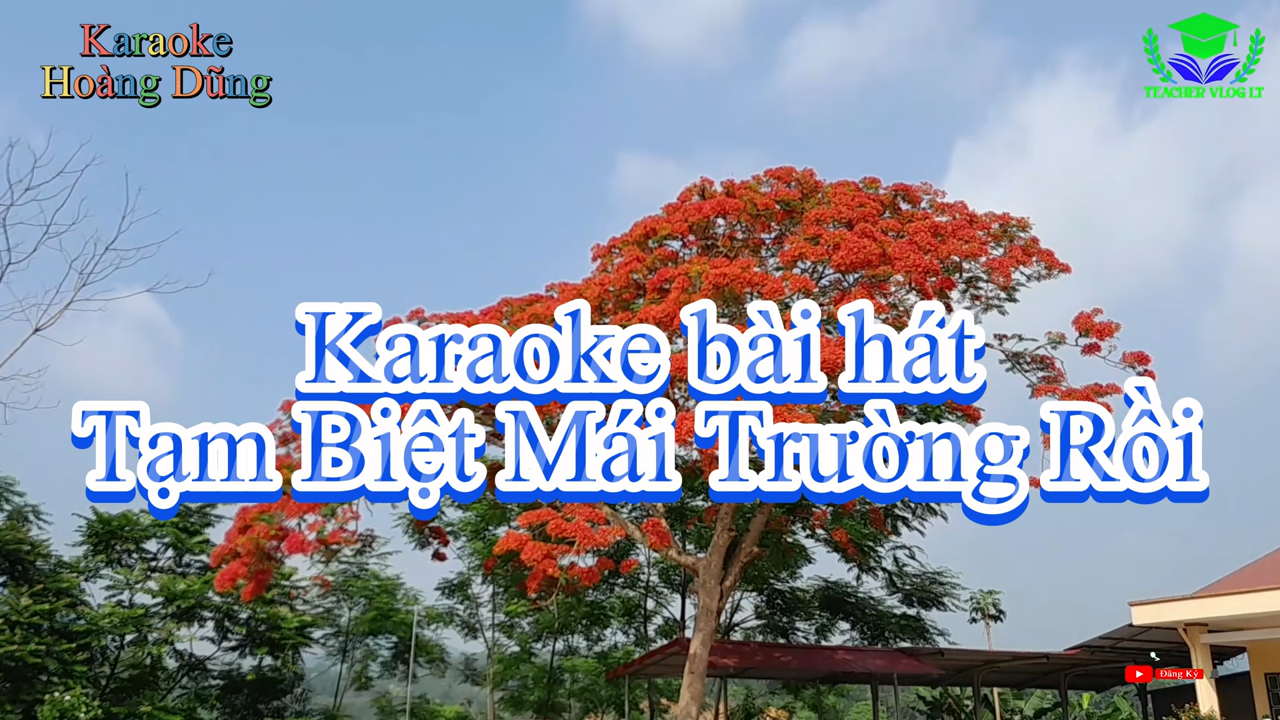 Karaoke
Hoàng Dũng
TEACHER VLOG LT
Karaoke bài hát
Tạm Biệt Mái Trường Rồi
Đăng Ký